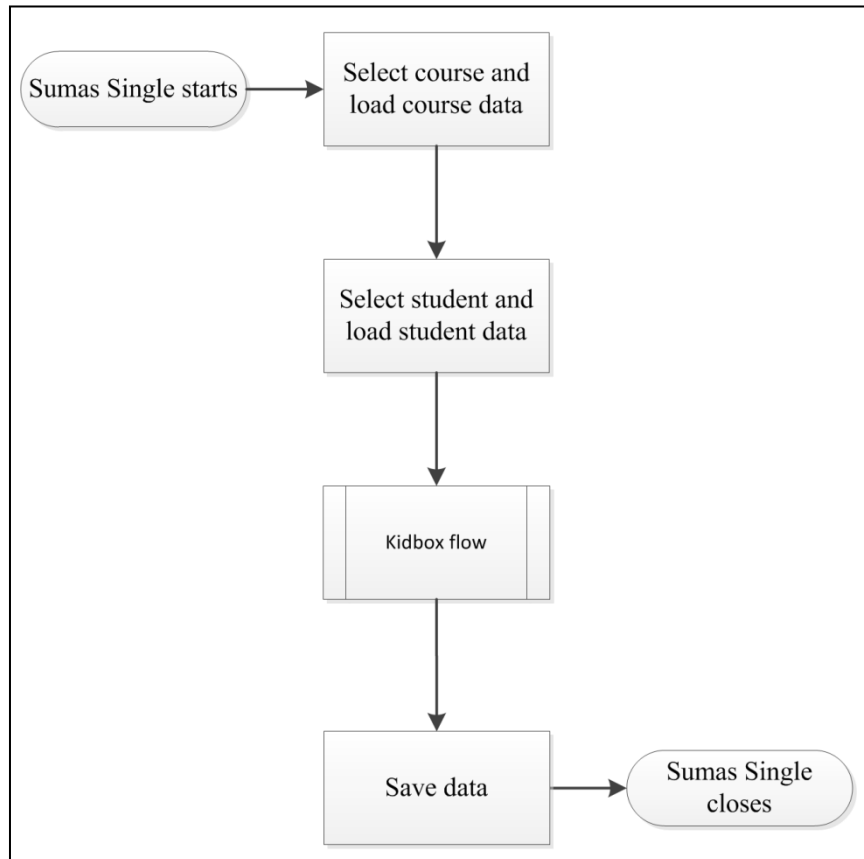 Sumas Single starts
Select course and
load course data
Select student and
load student data
Kidbox flow
Save data
Sumas Single
closes